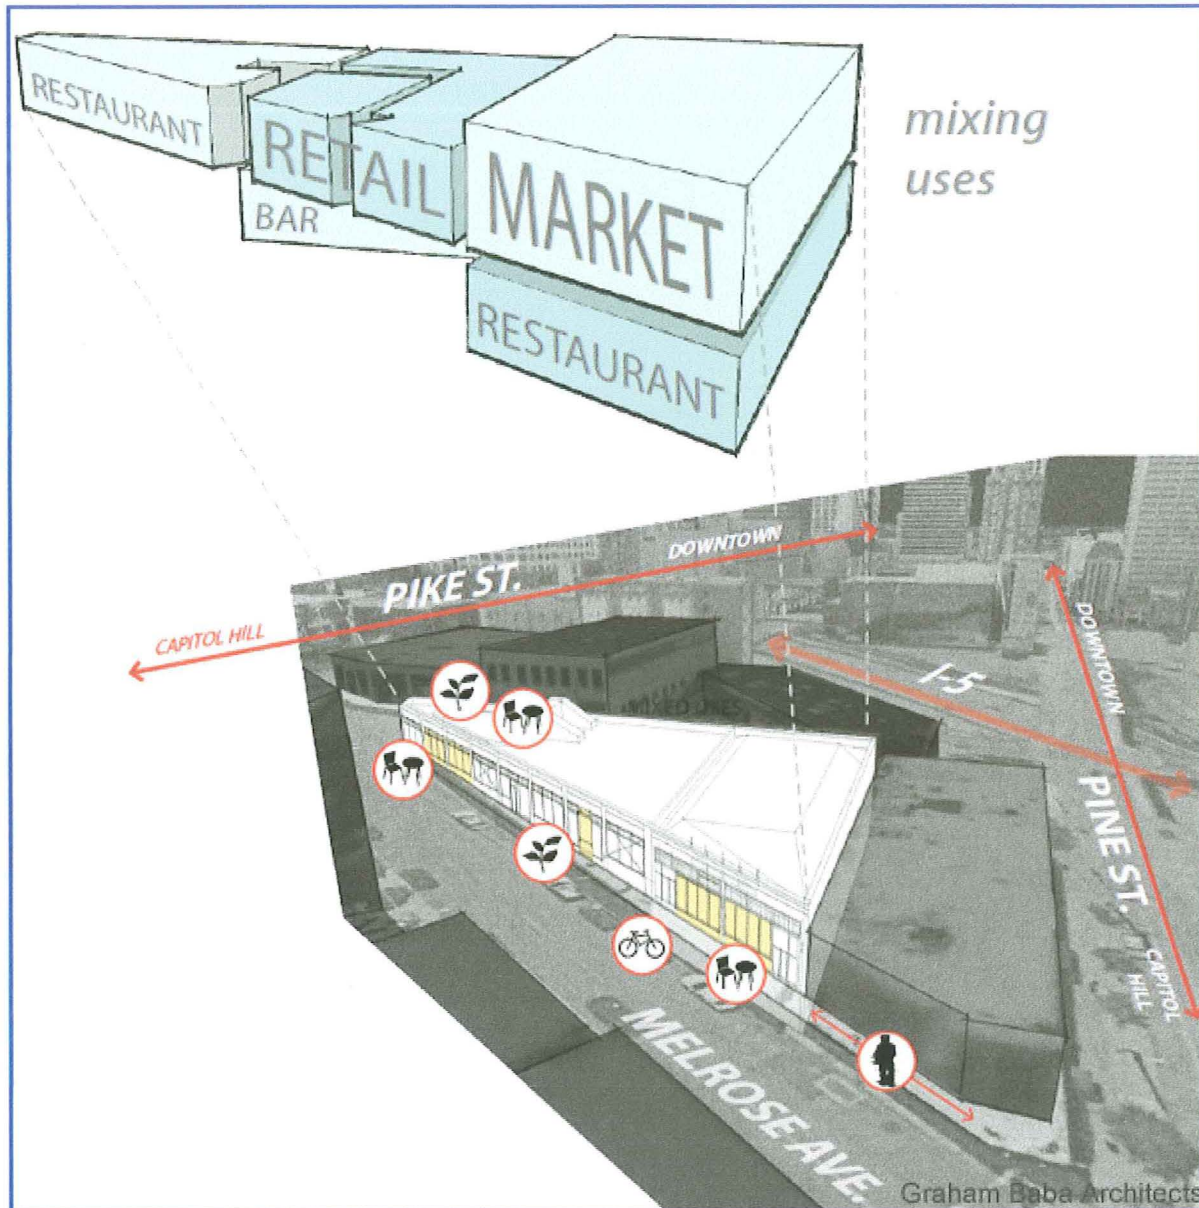 RESTAURANT
RETAIL
MARKET
BAR
RESTAURANT
mixing
uses
DOWNTOWN
PIKE ST.
CAPITOL HILL
I-5
DOWNTOWN
PINE ST.
CAPITOL
HILL
MELROSE AVE.
Graham Baba Architects